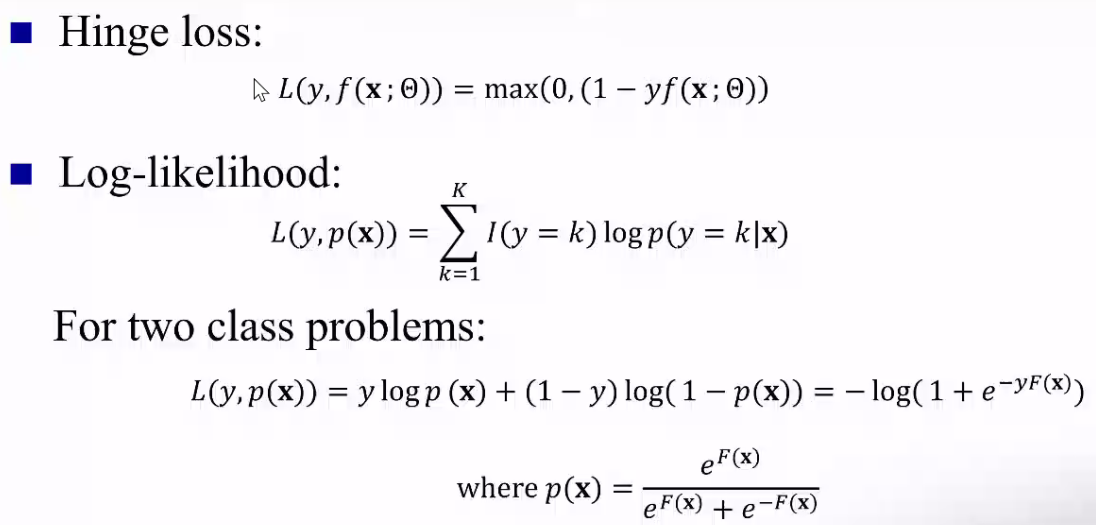 ■ Hinge loss:
L(y, f(x; Θ)) = max(0, (1 − yf(x; Θ))
■ Log-likelihood:
L(y, p(x)) = ∑_{k=1}^{K} I(y = k) log p(y = k|x)
For two class problems:
L(y, p(x)) = y log p (x) + (1 − y) log( 1 − p(x)) = − log( 1 + e^{−yF(x)})
where p(x) = e^{F(x)} / (e^{F(x)} + e^{−F(x)})